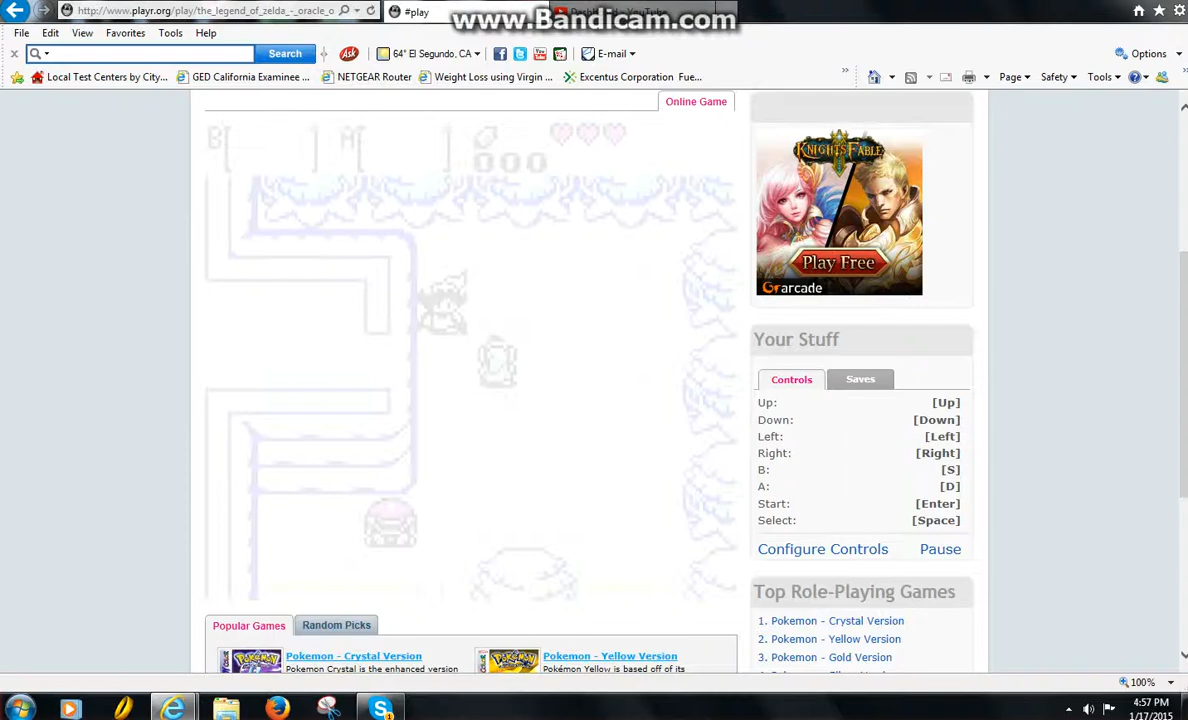 www.Bandicam.com
http://www.playr.org/play/the_legend_of_zelda_-_oracle_o
#play
File Edit View Favorites Tools Help
Search Ask 64° El Segundo, CA E-mail Options
Local Test Centers by City... GED California Examinee ... NETGEAR Router Weight Loss using Virgin ... Excentus Corporation Fue... Page Safety Tools
Online Game
B A
000
KNIGHT'S FABLE
Play Free
arcade
Your Stuff
Controls Saves
Up: [Up]
Down: [Down]
Left: [Left]
Right: [Right]
B: [S]
A: [D]
Start: [Enter]
Select: [Space]
Configure Controls Pause
Top Role-Playing Games
1. Pokemon - Crystal Version
2. Pokemon - Yellow Version
3. Pokemon - Gold Version
Popular Games Random Picks
Pokemon - Crystal Version
Pokemon Crystal is the enhanced version
Pokemon - Yellow Version
Pokémon Yellow is based off of its
100%
4:57 PM
1/17/2015